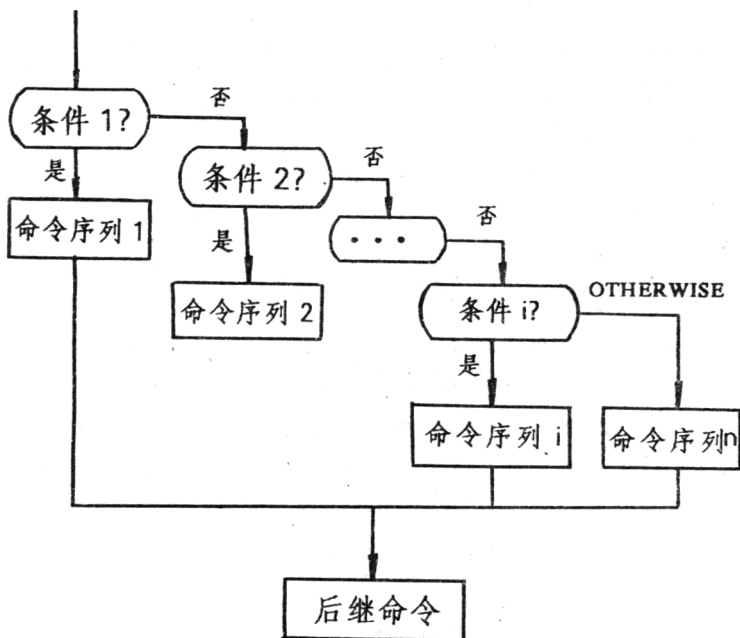 否
条件 1?
否
是
条件 2?
否
命令序列 1
是
···
OTHERWISE
命令序列 2
条件 i?
是
命令序列 i
命令序列n
后继命令